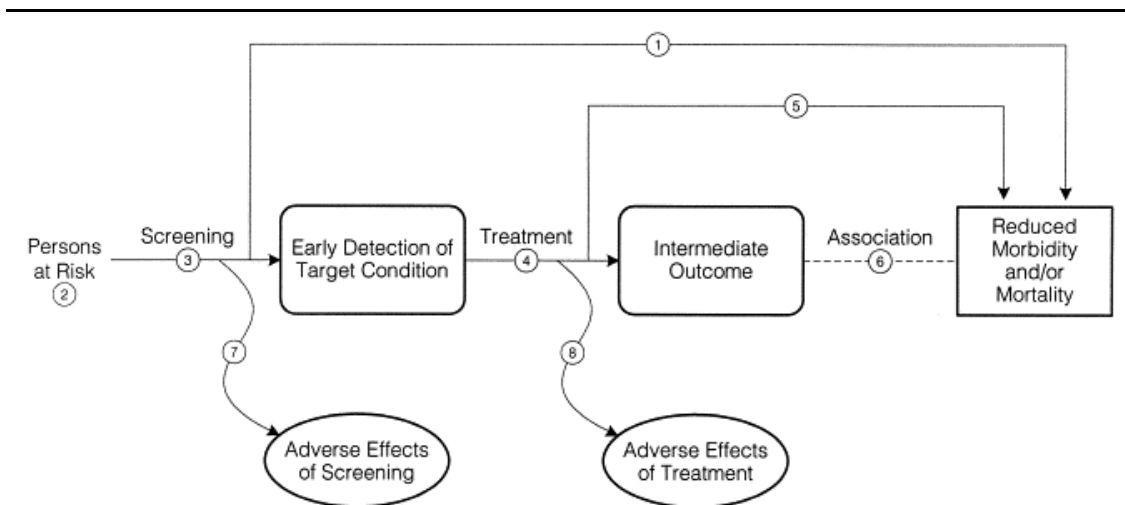 1
5
Persons
at Risk
2
Screening
3
Early Detection of
Target Condition
Treatment
4
Intermediate
Outcome
Association
6
Reduced
Morbidity
and/or
Mortality
7
8
Adverse Effects
of Screening
Adverse Effects
of Treatment